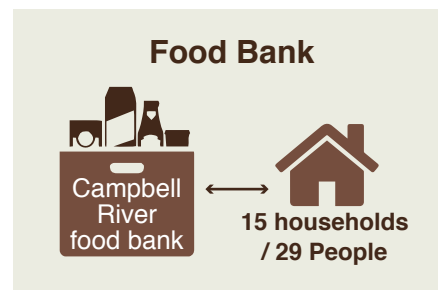 Food Bank
Campbell
River
food bank
15 households
/ 29 People